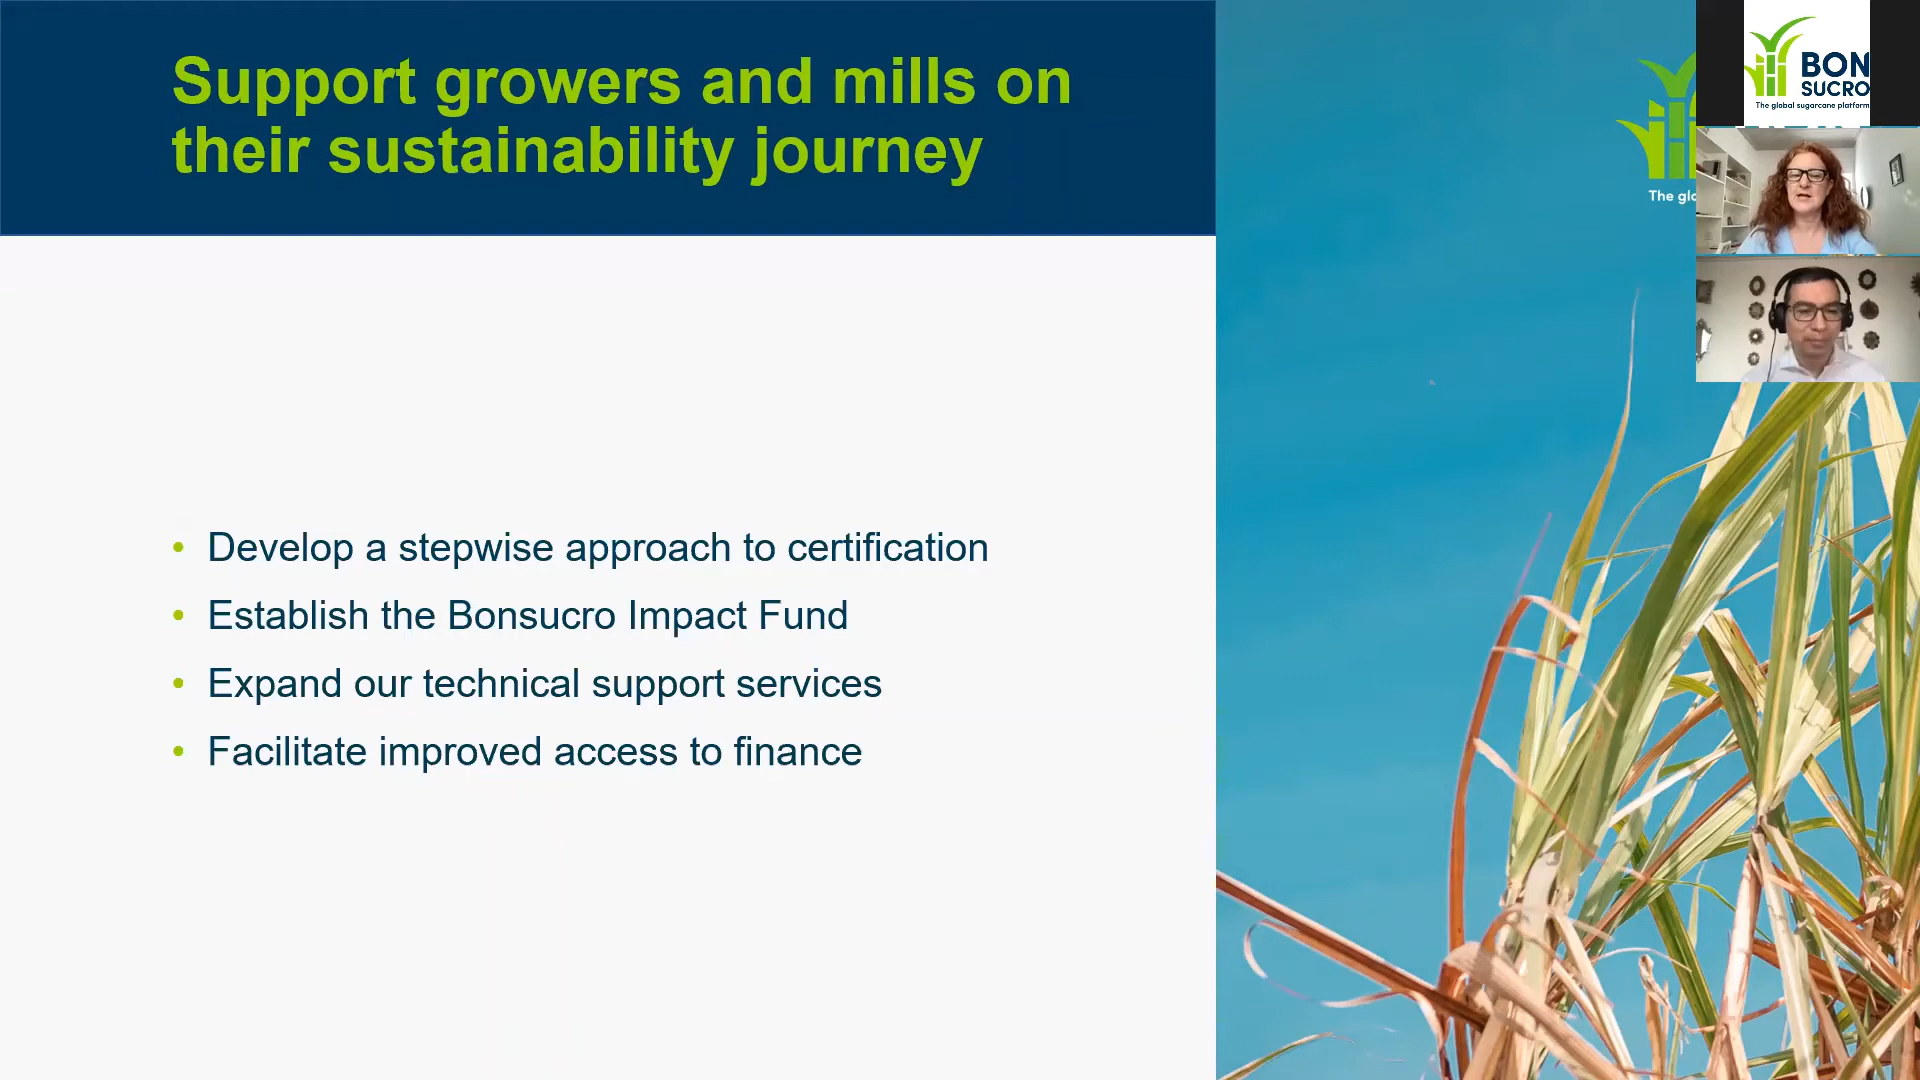 Support growers and mills on
their sustainability journey
• Develop a stepwise approach to certification
• Establish the Bonsucro Impact Fund
• Expand our technical support services
• Facilitate improved access to finance
The
BON
SUCRO
The global sugarcane platform